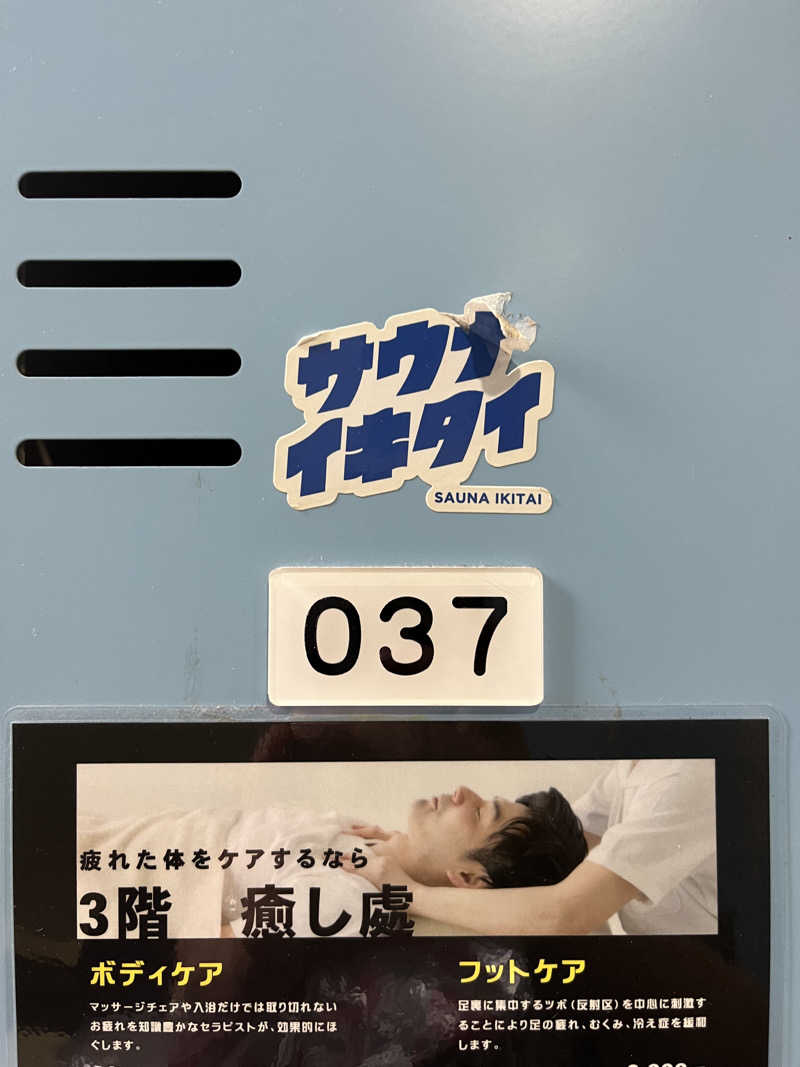 サウナ
イキタイ
SAUNA IKITAI
037
疲れた体をケアするなら
3階 癒し處
ボディケア
マッサージチェアや入浴だけでは取り切れない
お疲れを知識豊かなセラピストが、効果的にほ
ぐします。
フットケア
足裏に集中するツボ(反射区)を中心に刺激す
ることにより足の疲れ、むくみ、冷え症を緩和
します。